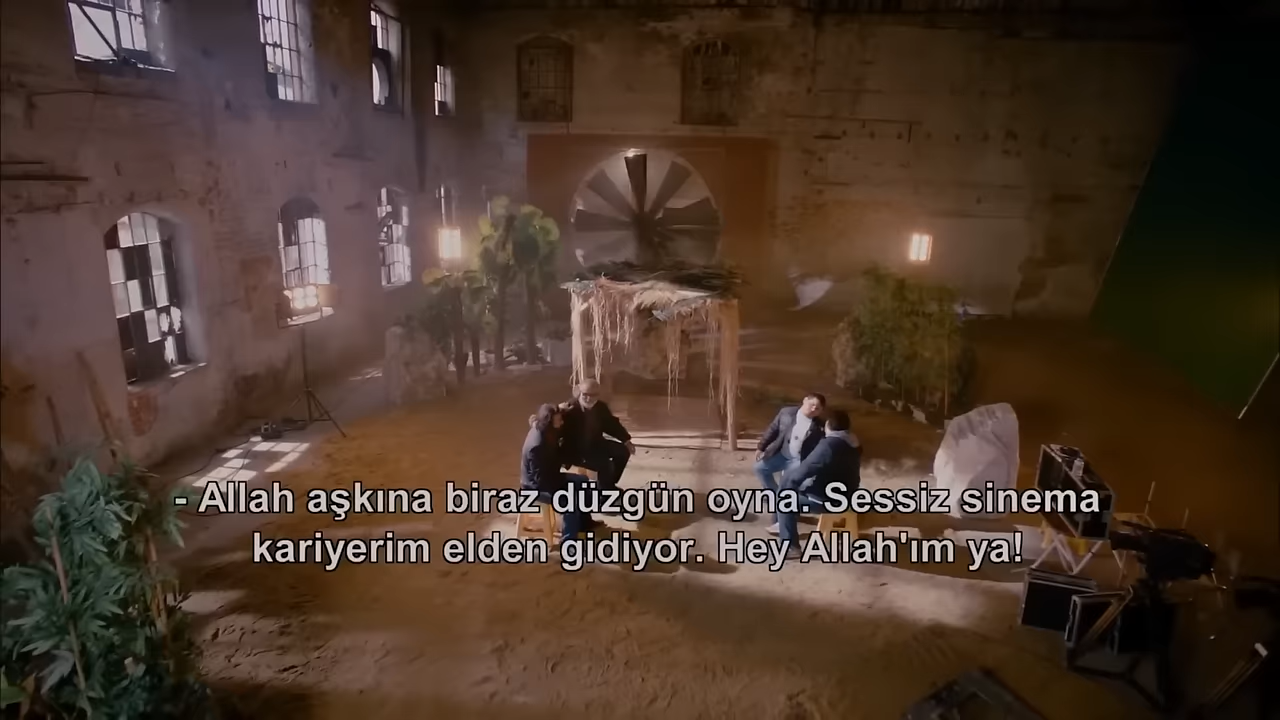 - Allah aşkına biraz düzgün oyna. Sessiz sinema
kariyerim elden gidiyor. Hey Allah'ım ya!